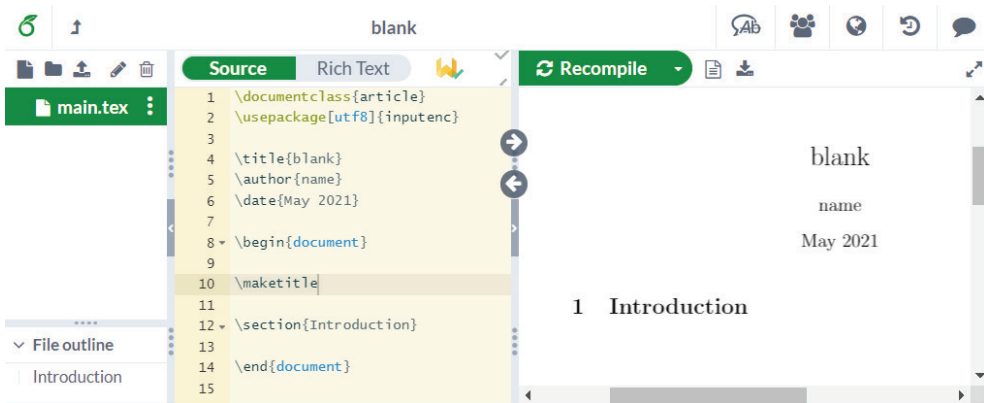 blank
Source Rich Text
Recompile
main.tex
1 \documentclass{article}
2 \usepackage[utf8]{inputenc}
3
4 \title{blank}
5 \author{name}
6 \date{May 2021}
7
8 \begin{document}
9
10 \maketitle
11
12 \section{Introduction}
13
14 \end{document}
15
File outline
Introduction
blank
name
May 2021
1 Introduction